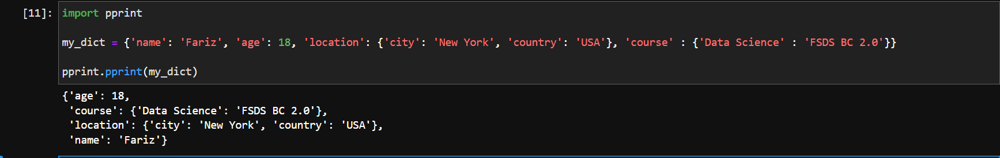 [11]: import pprint
my_dict = {'name': 'Fariz', 'age': 18, 'location': {'city': 'New York', 'country': 'USA'}, 'course' : {'Data Science' : 'FSDS BC 2.0'}}
pprint.pprint(my_dict)
{'age': 18,
 'course': {'Data Science': 'FSDS BC 2.0'},
 'location': {'city': 'New York', 'country': 'USA'},
 'name': 'Fariz'}